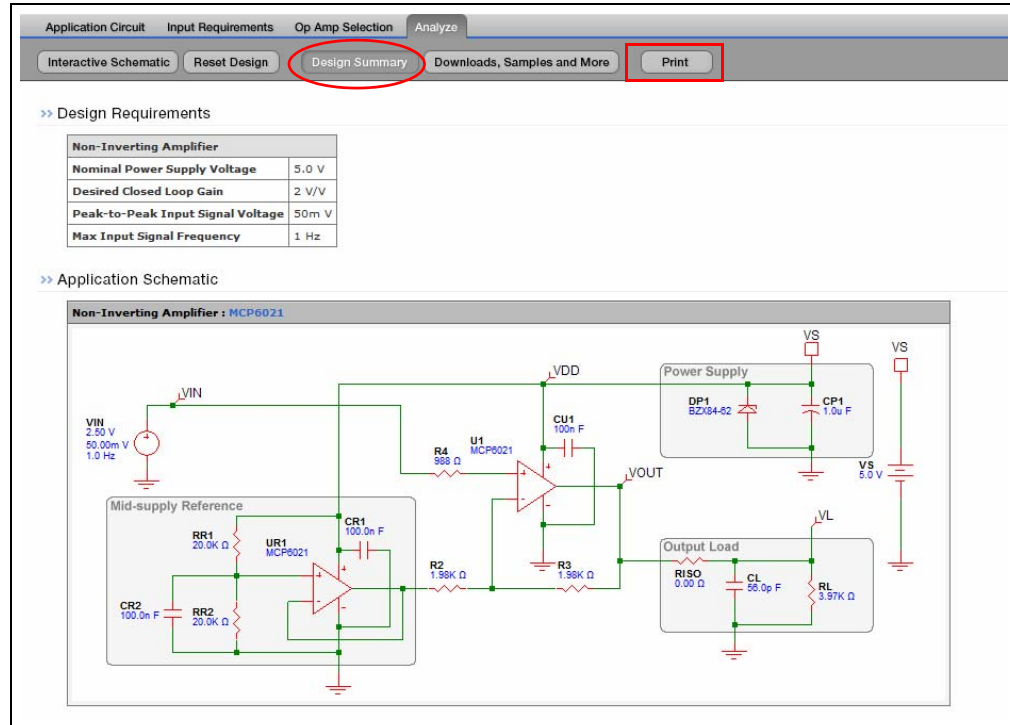 Application Circuit Input Requirements Op Amp Selection Analyze
Interactive Schematic Reset Design Design Summary Downloads, Samples and More Print
>> Design Requirements
Non-Inverting Amplifier
Nominal Power Supply Voltage 5.0 V
Desired Closed Loop Gain 2 V/V
Peak-to-Peak Input Signal Voltage 50m V
Max Input Signal Frequency 1 Hz
>> Application Schematic
Non-Inverting Amplifier : MCP6021
VIN
VIN
2.50 V
50.00m V
1.0 Hz
R4
988 Ω
U1
MCP6021
VDD
CU1
100n F
VOUT
Power Supply
VS
DP1
BZX84-62
CP1
1.0u F
VS
VS
5.0 V
Mid-supply Reference
RR1
20.0K Ω
CR2
100.0n F
RR2
20.0K Ω
UR1
MCP6021
CR1
100.0n F
R2
1.98K Ω
R3
1.98K Ω
VL
Output Load
RISO
0.00 Ω
CL
56.0p F
RL
3.97K Ω